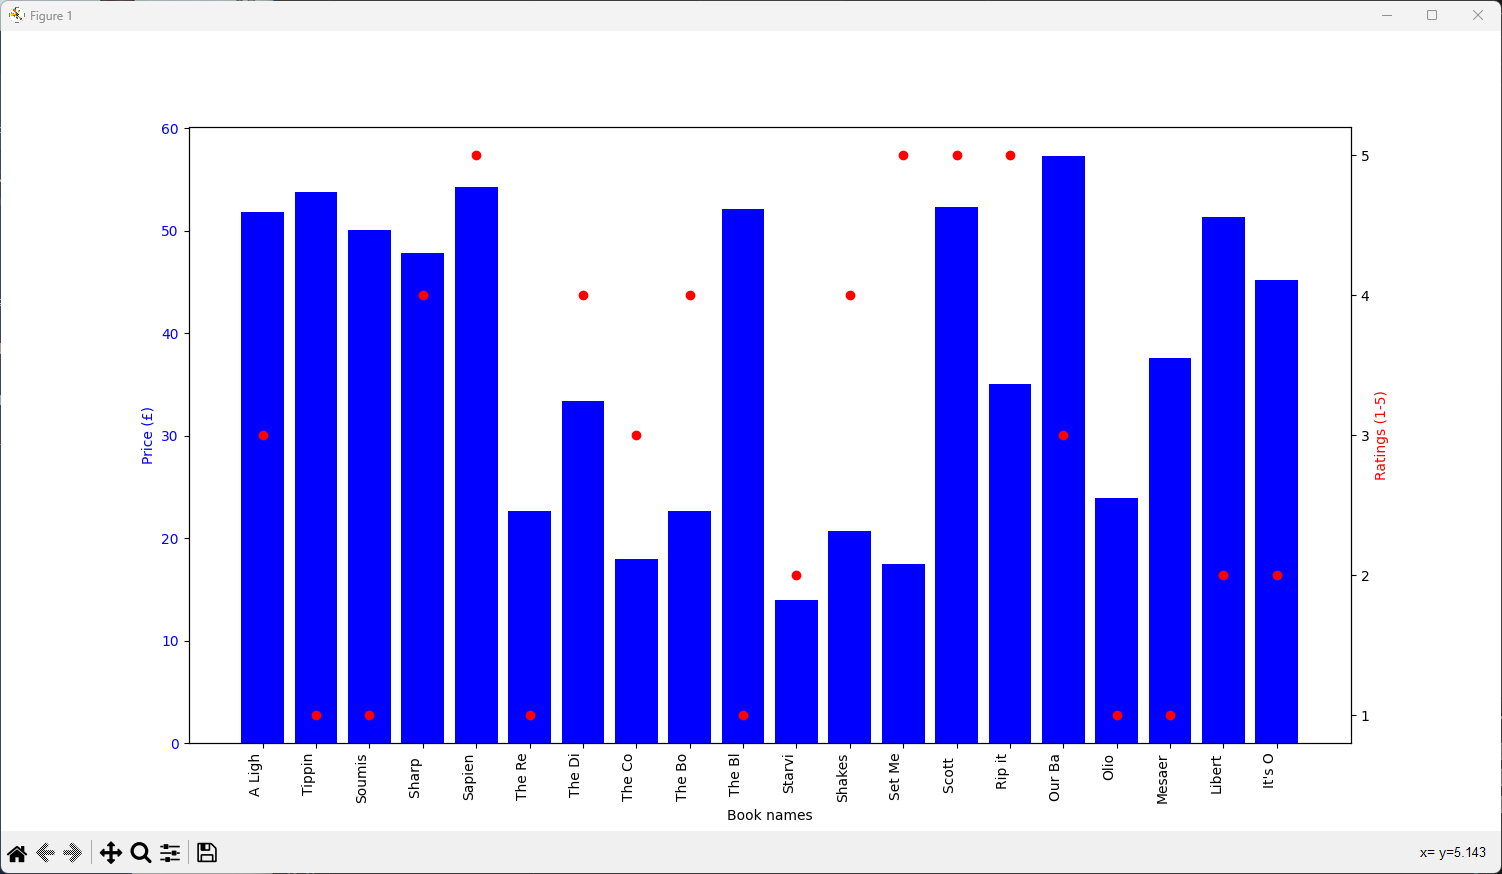 Figure 1
60
50
40
30
20
10
0
Price (£)
5
4
3
2
1
Ratings (1-5)
A Ligh
Tippin
Soumis
Sharp
Sapien
The Re
The Di
The Co
The Bo
The Bl
Starvi
Shakes
Set Me
Scott
Rip it
Our Ba
Olio
Mesaer
Libert
It's O
Book names
x= y=5.143